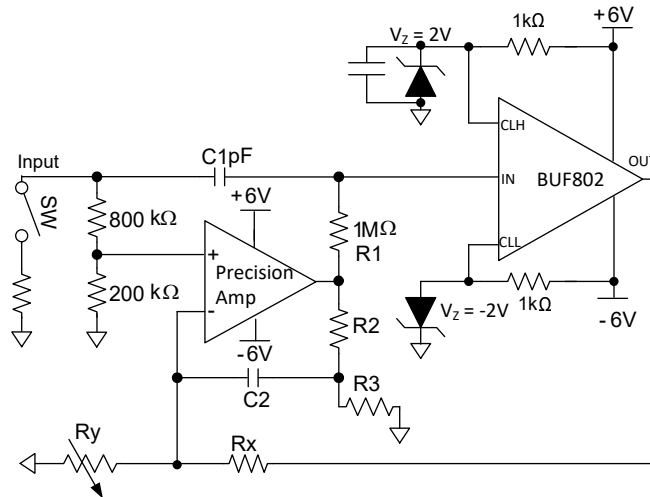 1kΩ
+6V
V_Z = 2V
CLH
OUT
Input
C1pF
IN
BUF802
SW
800 kΩ
+6V
1MΩ
R1
+
Precision
Amp
CLL
200 kΩ
-
R2
1kΩ
V_Z = -2V
- 6V
-6V
C2
R3
Ry
Rx